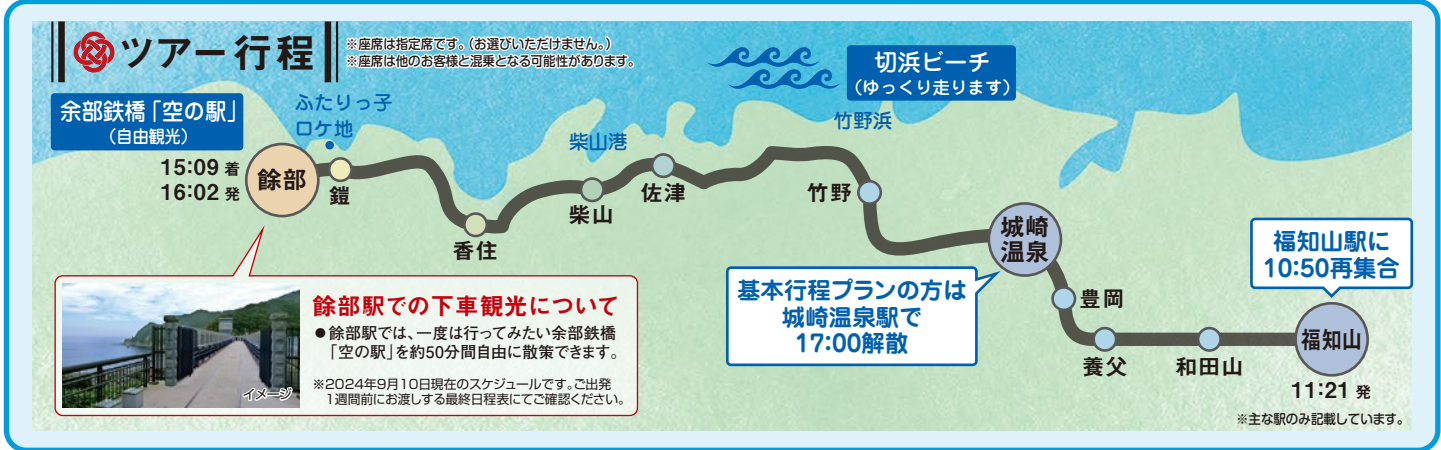 ツアー行程
※座席は指定席です。(お選びいただけません。)
※座席は他のお客様と混乗となる可能性があります。
余部鉄橋「空の駅」
(自由観光)
15:09 着
16:02 発
餘部
ふたりっ子
ロケ地
鎧
香住
柴山港
柴山
佐津
切浜ビーチ
(ゆっくり走ります)
竹野浜
竹野
城崎
温泉
基本行程プランの方は
城崎温泉駅で
17:00解散
豊岡
養父
和田山
福知山駅に
10:50再集合
福知山
11:21 発
※主な駅のみ記載しています。
餘部駅での下車観光について
●餘部駅では、一度は行ってみたい余部鉄橋
「空の駅」を約50分間自由に散策できます。
※2024年9月10日現在のスケジュールです。ご出発
1週間前にお渡しする最終日程表にてご確認ください。
イメージ